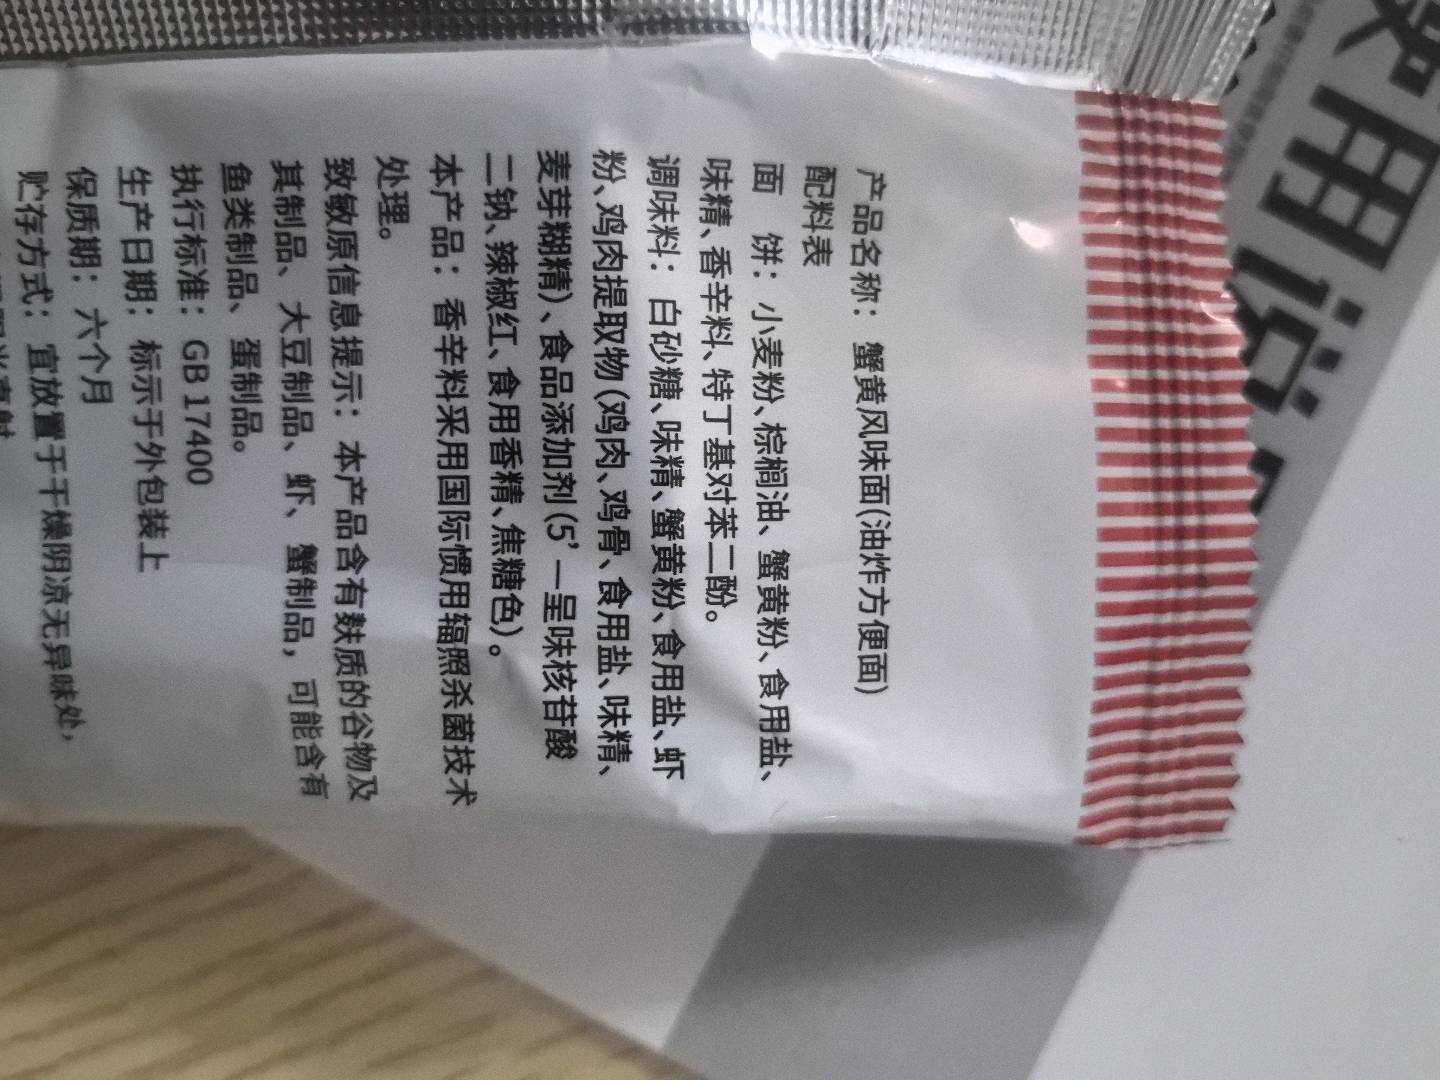 产品名称： 蟹黄风味面(油炸方便面)
配料表
面 饼： 小麦粉、棕榈油、蟹黄粉、食用盐、
味精、香辛料、特丁基对苯二酚。
调味料： 白砂糖、味精、蟹黄粉、食用盐、虾
粉、鸡肉提取物(鸡肉、鸡骨、食用盐、味精、
麦芽糊精)、食品添加剂(5’—呈味核苷酸
二钠、辣椒红、食用香精、焦糖色)。
本产品： 香辛料采用国际惯用辐照杀菌技术
处理。
致敏原信息提示： 本产品含有麸质的谷物及
其制品、大豆制品、虾、蟹制品，可能含有
鱼类制品、蛋制品。
执行标准： GB 17400
生产日期： 标示于外包装上
保质期： 六个月
贮存方式： 宜放置于干燥阴凉无异味处，
食用说